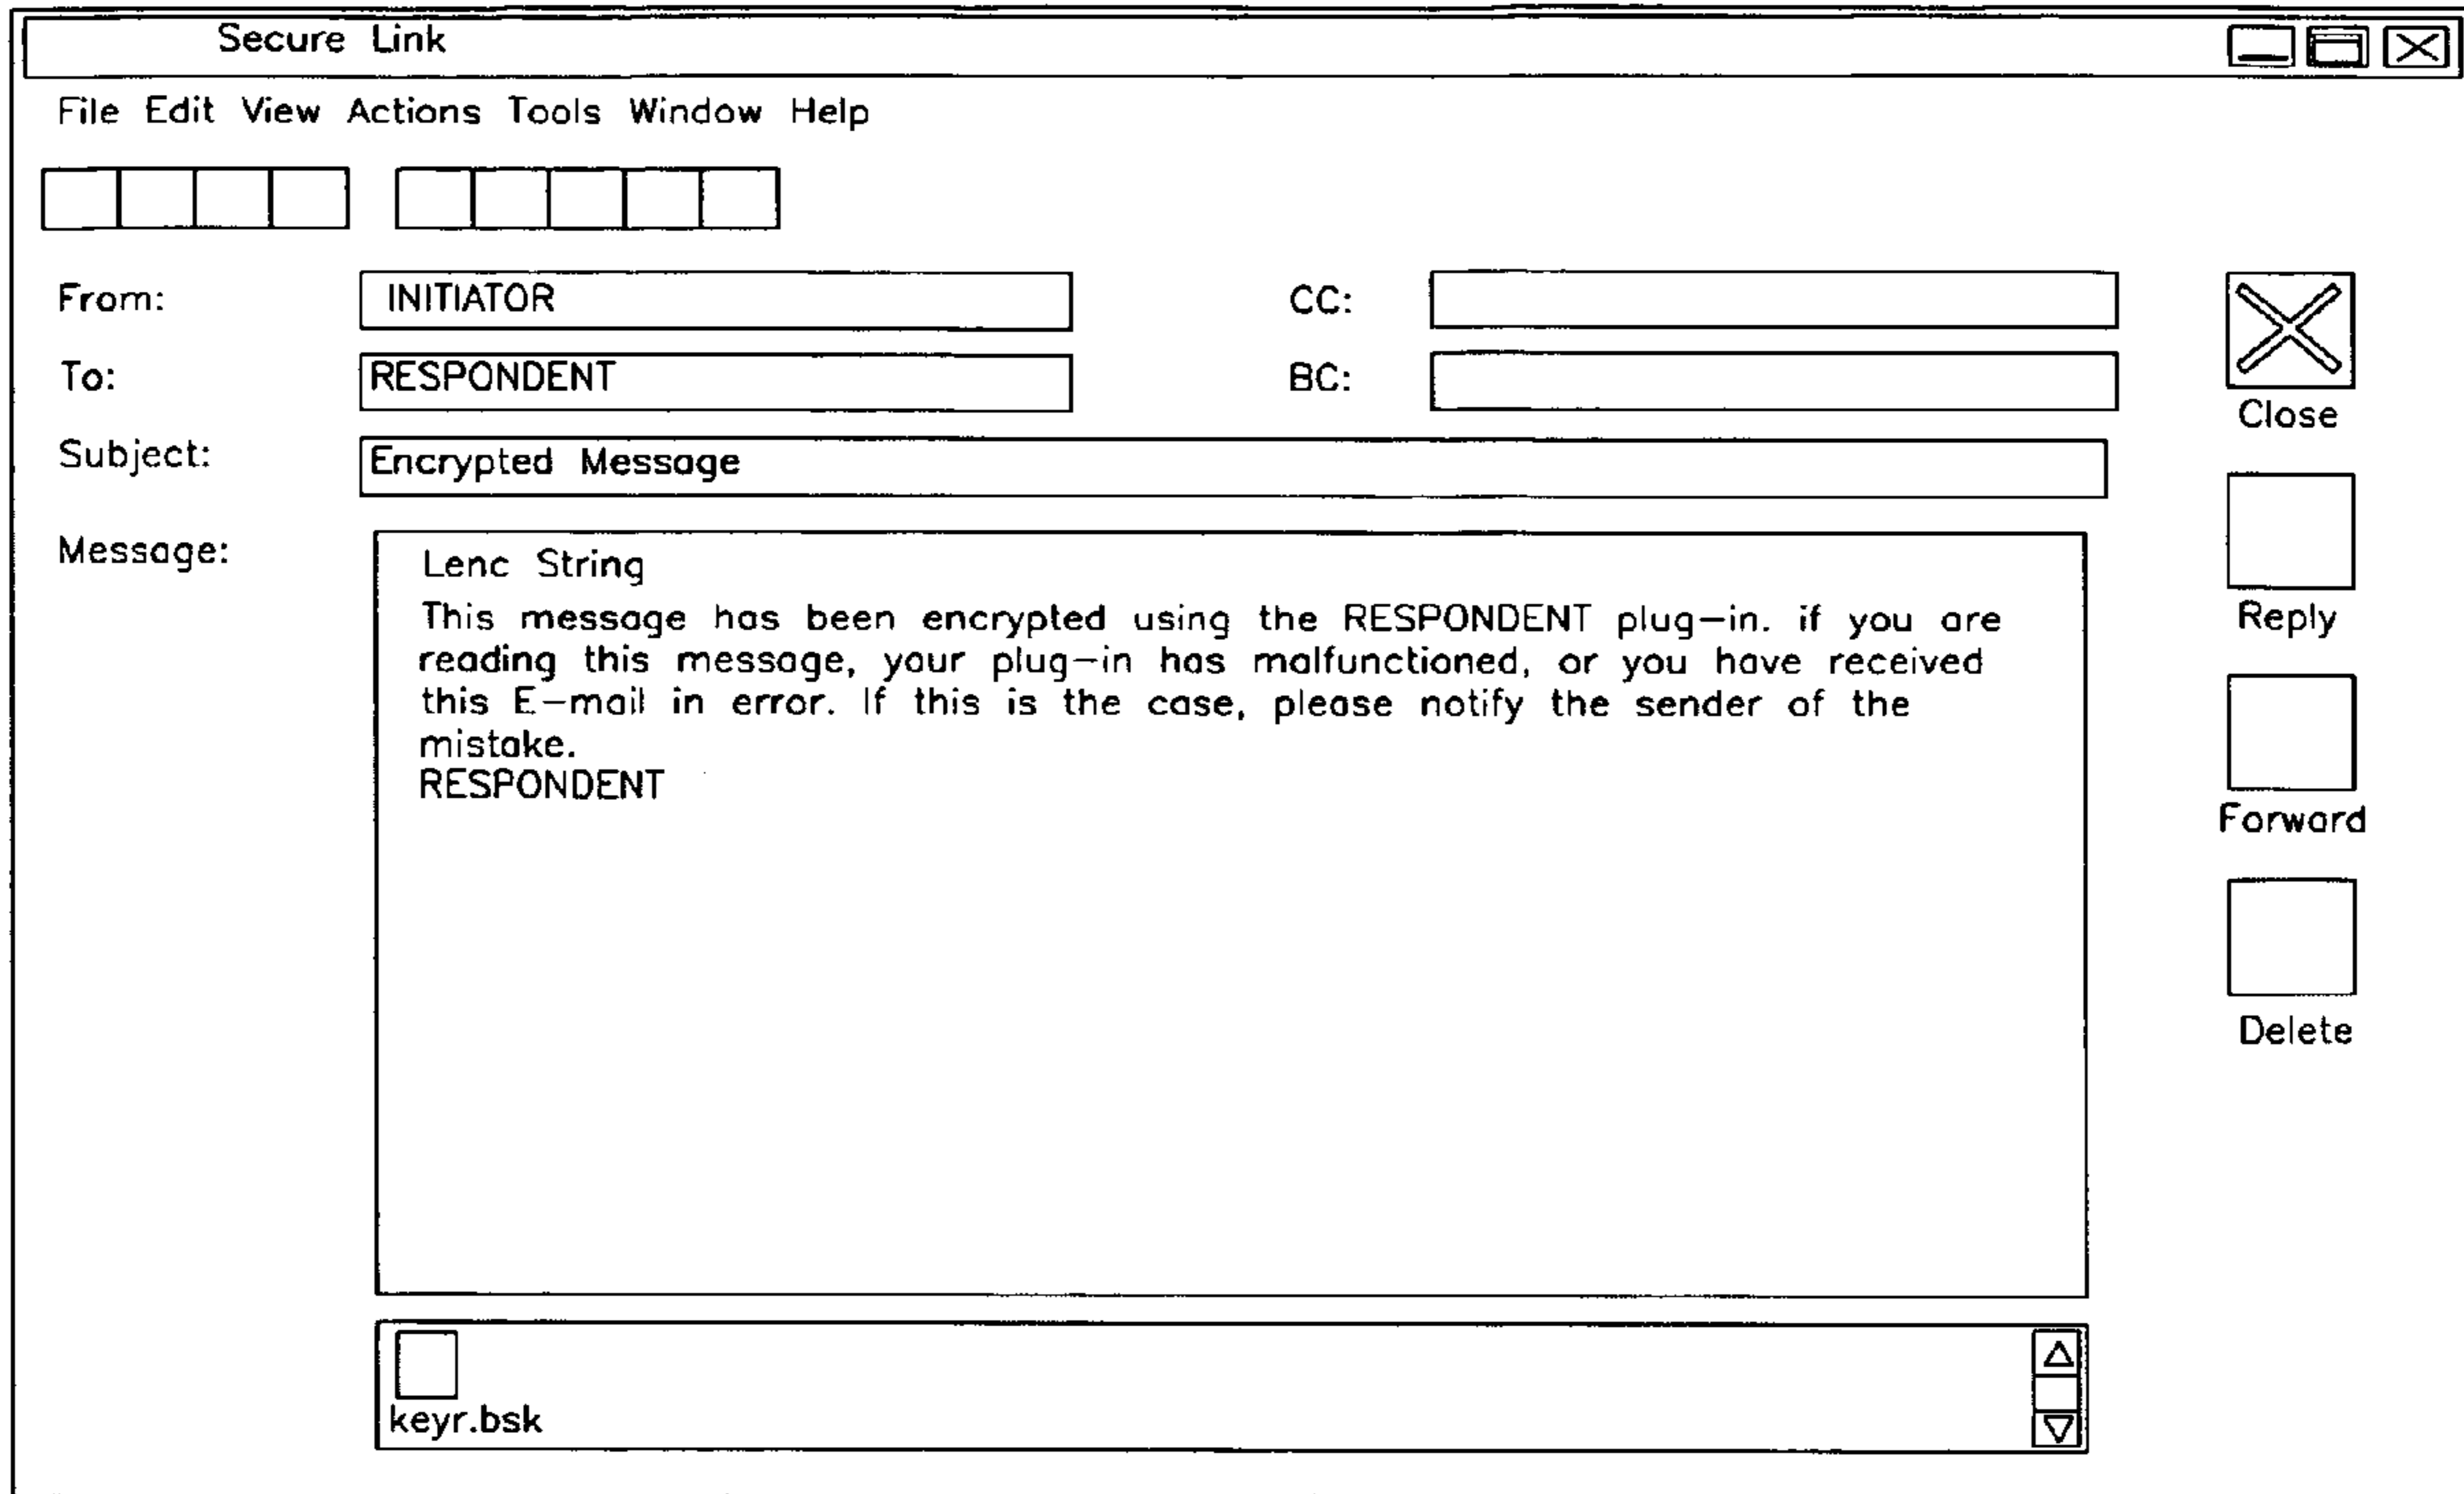 Secure Link
File Edit View Actions Tools Window Help
From: INITIATOR CC:
To: RESPONDENT BC:
Close
Subject: Encrypted Message
Message:
Lenc String
This message has been encrypted using the RESPONDENT plug-in. if you are
reading this message, your plug-in has malfunctioned, or you have received
this E-mail in error. If this is the case, please notify the sender of the
mistake.
RESPONDENT
Reply
Forward
Delete
keyr.bsk